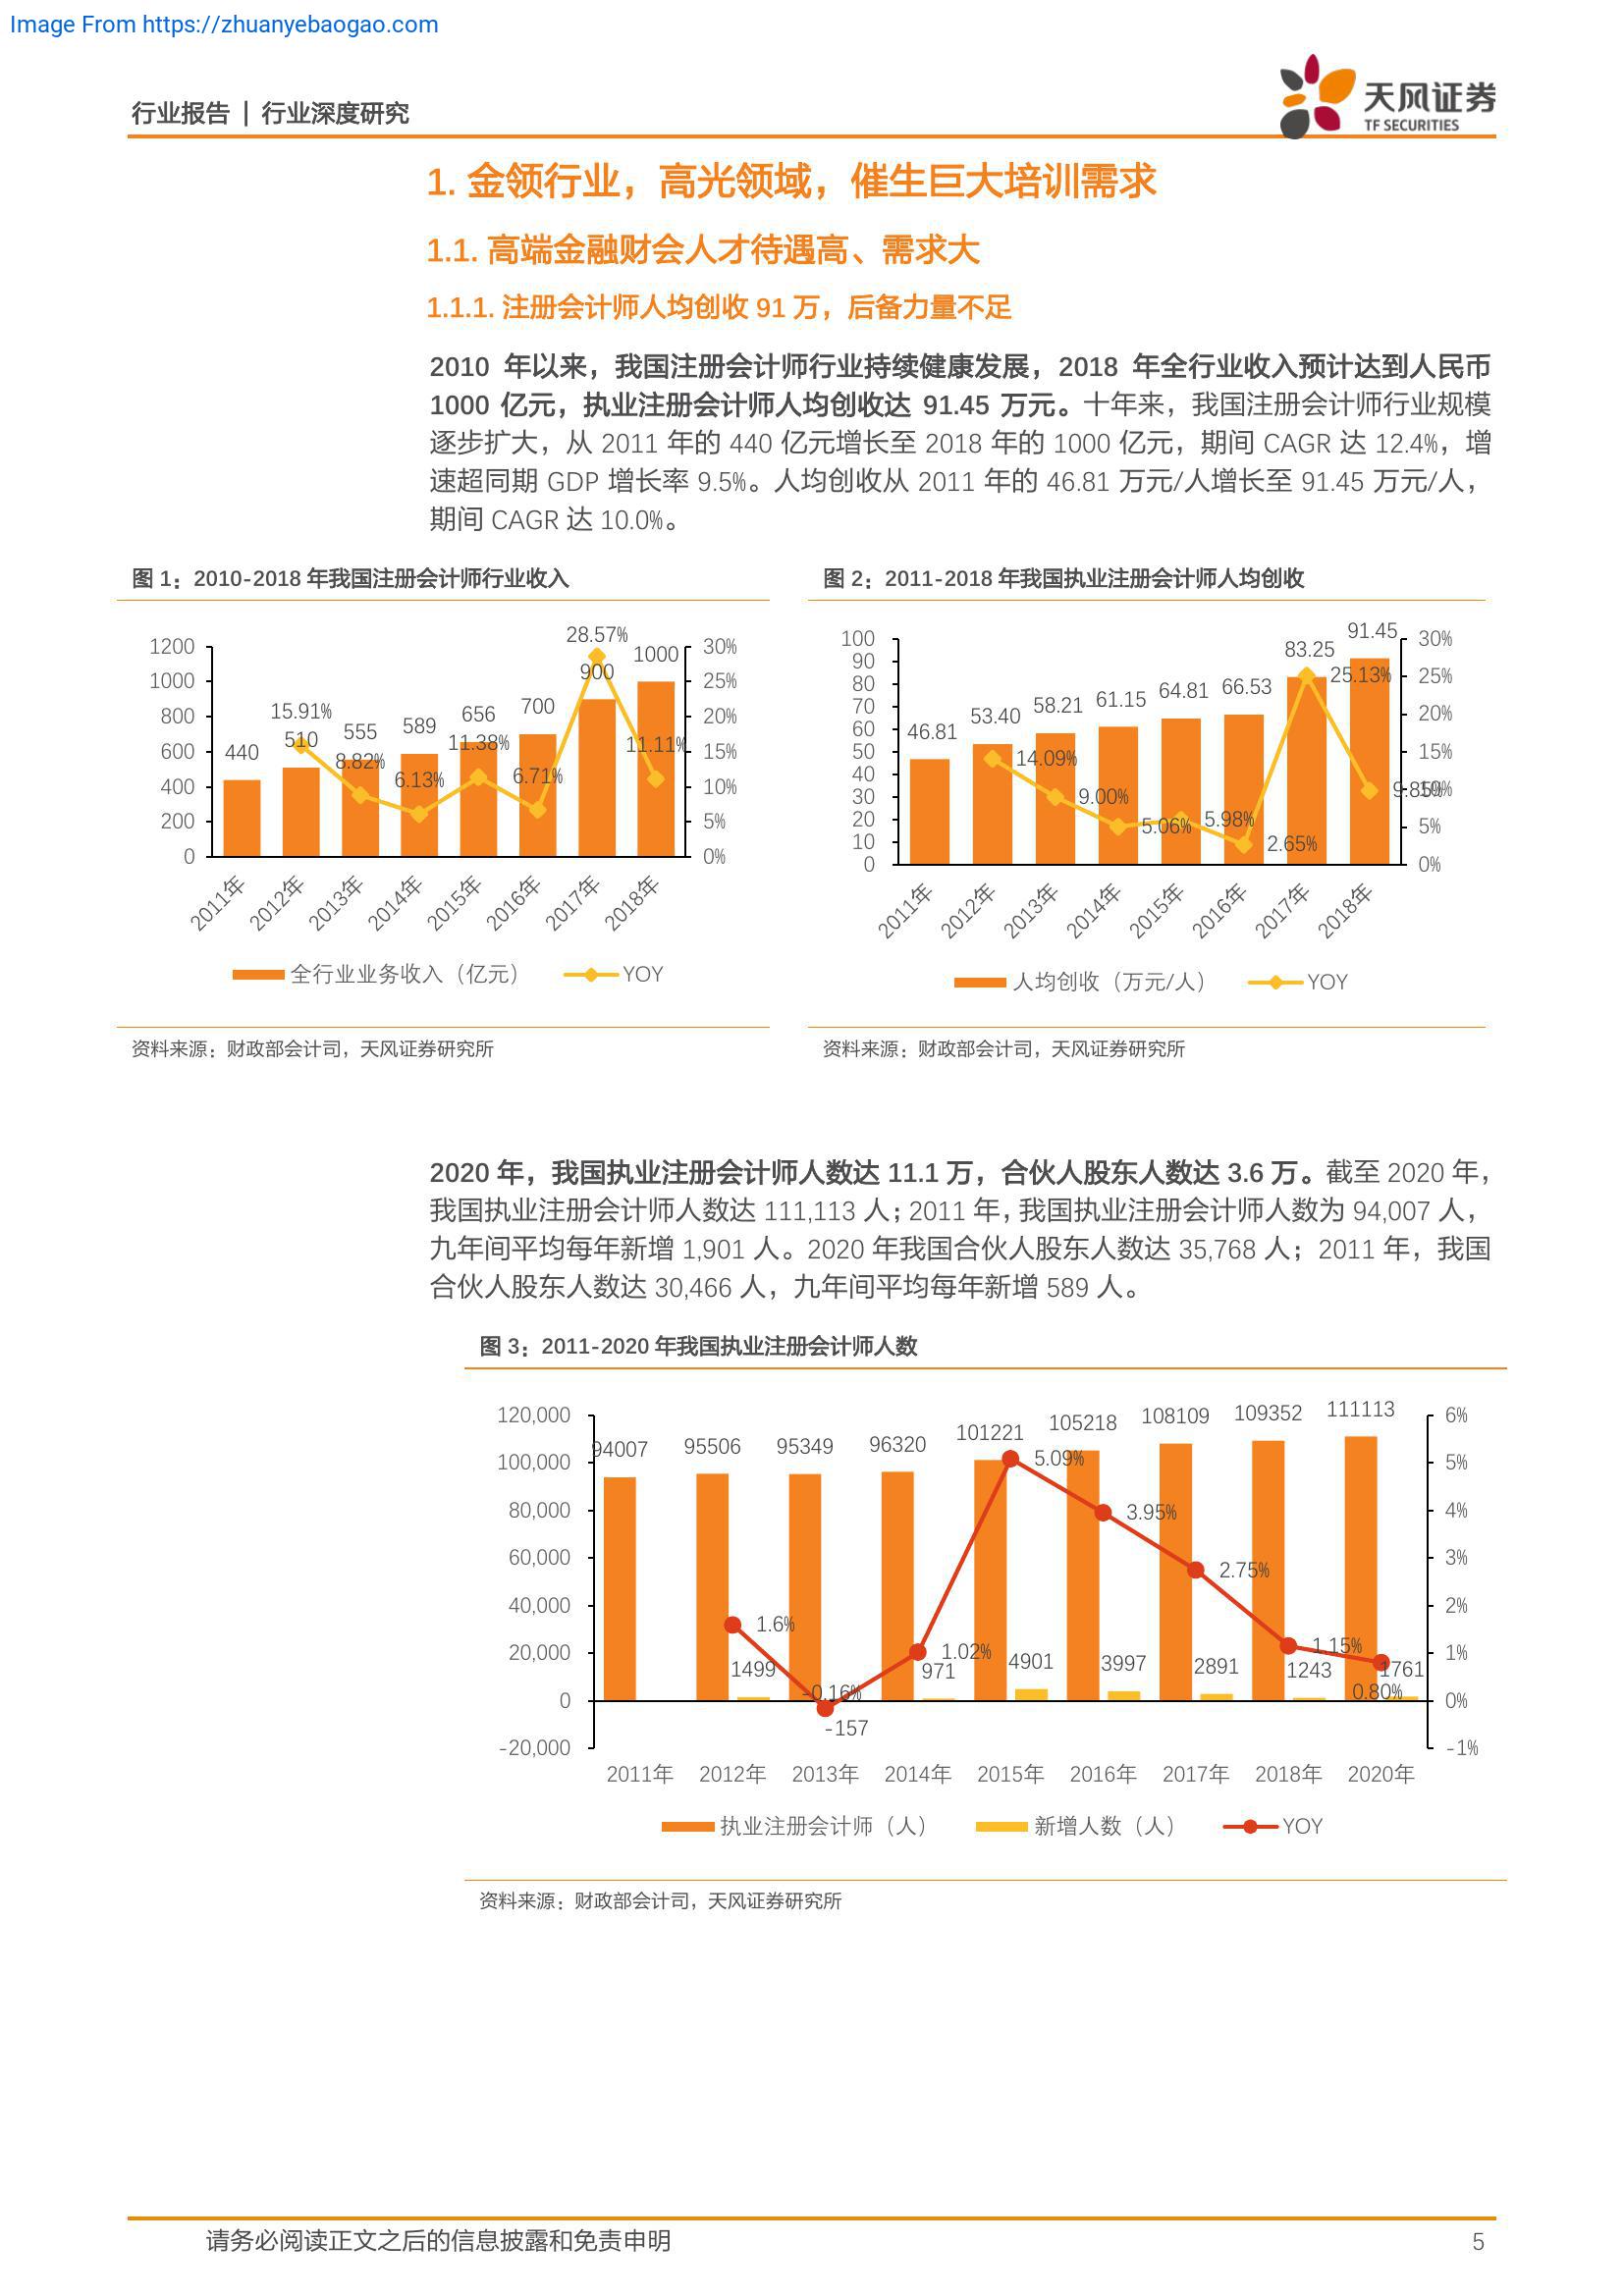 Image From https://zhuanyebaogao.com
行业报告 | 行业深度研究
天风证券
TF SECURITIES
1. 金领行业，高光领域，催生巨大培训需求
1.1. 高端金融财会人才待遇高、需求大
1.1.1. 注册会计师人均创收 91 万，后备力量不足
2010 年以来，我国注册会计师行业持续健康发展，2018 年全行业收入预计达到人民币
1000 亿元，执业注册会计师人均创收达 91.45 万元。十年来，我国注册会计师行业规模
逐步扩大，从 2011 年的 440 亿元增长至 2018 年的 1000 亿元，期间 CAGR 达 12.4%，增
速超同期 GDP 增长率 9.5%。人均创收从 2011 年的 46.81 万元/人增长至 91.45 万元/人，
期间 CAGR 达 10.0%。
图 1：2010-2018 年我国注册会计师行业收入
1200
1000
800
600
400
200
0
30%
25%
20%
15%
10%
5%
0%
440
510
555
589
656
700
900
1000
15.91%
8.82%
6.13%
11.38%
6.71%
28.57%
11.11%
2011年
2012年
2013年
2014年
2015年
2016年
2017年
2018年
全行业业务收入（亿元）
YOY
资料来源：财政部会计司，天风证券研究所
图 2：2011-2018 年我国执业注册会计师人均创收
100
90
80
70
60
50
40
30
20
10
0
30%
25%
20%
15%
10%
5%
0%
46.81
53.40
58.21
61.15
64.81
66.53
83.25
91.45
14.09%
9.00%
5.06%
5.98%
2.65%
25.13%
9.85%
2011年
2012年
2013年
2014年
2015年
2016年
2017年
2018年
人均创收（万元/人）
YOY
资料来源：财政部会计司，天风证券研究所
2020 年，我国执业注册会计师人数达 11.1 万，合伙人股东人数达 3.6 万。截至 2020 年，
我国执业注册会计师人数达 111,113 人；2011 年，我国执业注册会计师人数为 94,007 人，
九年间平均每年新增 1,901 人。2020 年我国合伙人股东人数达 35,768 人；2011 年，我国
合伙人股东人数达 30,466 人，九年间平均每年新增 589 人。
图 3：2011-2020 年我国执业注册会计师人数
120,000
100,000
80,000
60,000
40,000
20,000
0
-20,000
6%
5%
4%
3%
2%
1%
0%
-1%
94007
95506
95349
96320
101221
105218
108109
109352
111113
1.6%
-0.16%
1.02%
5.09%
3.95%
2.75%
1.15%
0.80%
1499
-157
971
4901
3997
2891
1243
1761
2011年
2012年
2013年
2014年
2015年
2016年
2017年
2018年
2020年
执业注册会计师（人）
新增人数（人）
YOY
资料来源：财政部会计司，天风证券研究所
请务必阅读正文之后的信息披露和免责申明
5